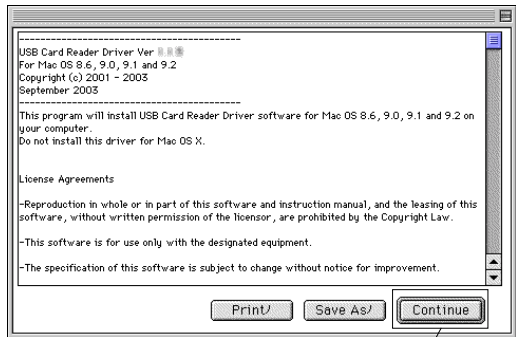 ----------------------------------------
USB Card Reader Driver Ver
For Mac OS 8.6, 9.0, 9.1 and 9.2
Copyright (c) 2001 - 2003
September 2003
----------------------------------------
This program will install USB Card Reader Driver software for Mac OS 8.6, 9.0, 9.1 and 9.2 on
your computer.
Do not install this driver for Mac OS X.
License Agreements
-Reproduction in whole or in part of this software and instruction manual, and the leasing of this
software, without written permission of the licensor, are prohibited by the Copyright Law.
-This software is for use only with the designated equipment.
-The specification of this software is subject to change without notice for improvement.
Print/ Save As/ Continue